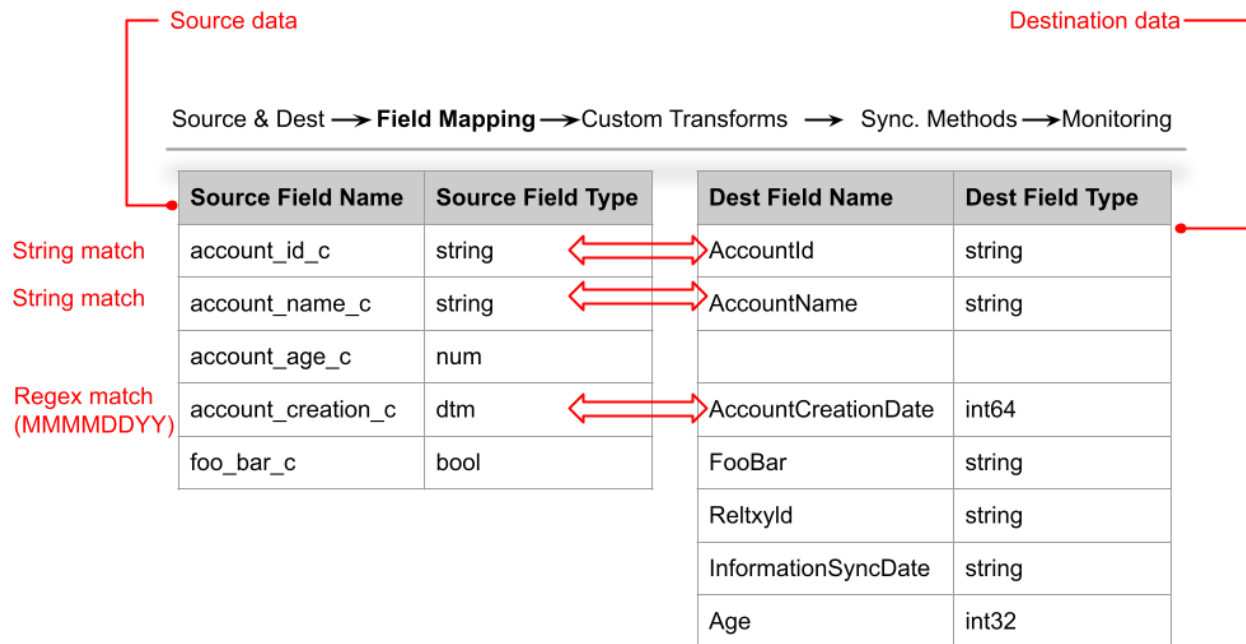 Source data
Destination data
Source & Dest → Field Mapping → Custom Transforms → Sync. Methods → Monitoring
Source Field Name Source Field Type Dest Field Name Dest Field Type
String match account_id_c string AccountId string
String match account_name_c string AccountName string
account_age_c num
Regex match
(MMMMDDYY) account_creation_c dtm AccountCreationDate int64
foo_bar_c bool FooBar string
ReltxyId string
InformationSyncDate string
Age int32